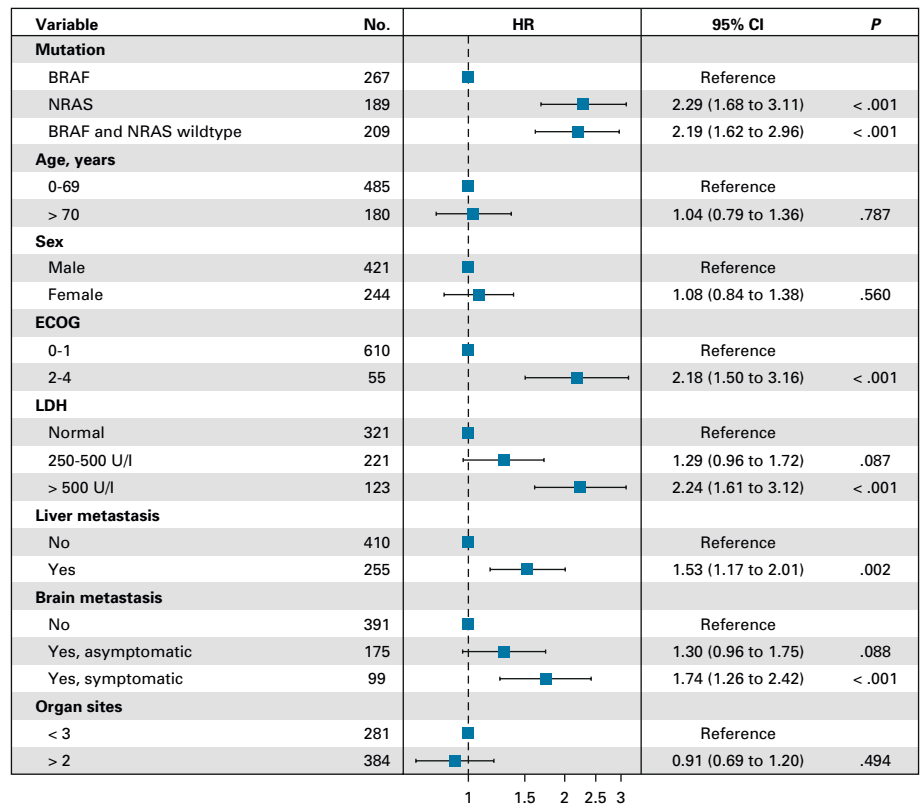 Variable No. HR 95% CI P
Mutation
BRAF 267 Reference
NRAS 189 2.29 (1.68 to 3.11) < .001
BRAF and NRAS wildtype 209 2.19 (1.62 to 2.96) < .001
Age, years
0-69 485 Reference
> 70 180 1.04 (0.79 to 1.36) .787
Sex
Male 421 Reference
Female 244 1.08 (0.84 to 1.38) .560
ECOG
0-1 610 Reference
2-4 55 2.18 (1.50 to 3.16) < .001
LDH
Normal 321 Reference
250-500 U/l 221 1.29 (0.96 to 1.72) .087
> 500 U/l 123 2.24 (1.61 to 3.12) < .001
Liver metastasis
No 410 Reference
Yes 255 1.53 (1.17 to 2.01) .002
Brain metastasis
No 391 Reference
Yes, asymptomatic 175 1.30 (0.96 to 1.75) .088
Yes, symptomatic 99 1.74 (1.26 to 2.42) < .001
Organ sites
< 3 281 Reference
> 2 384 0.91 (0.69 to 1.20) .494
1 1.5 2 2.5 3